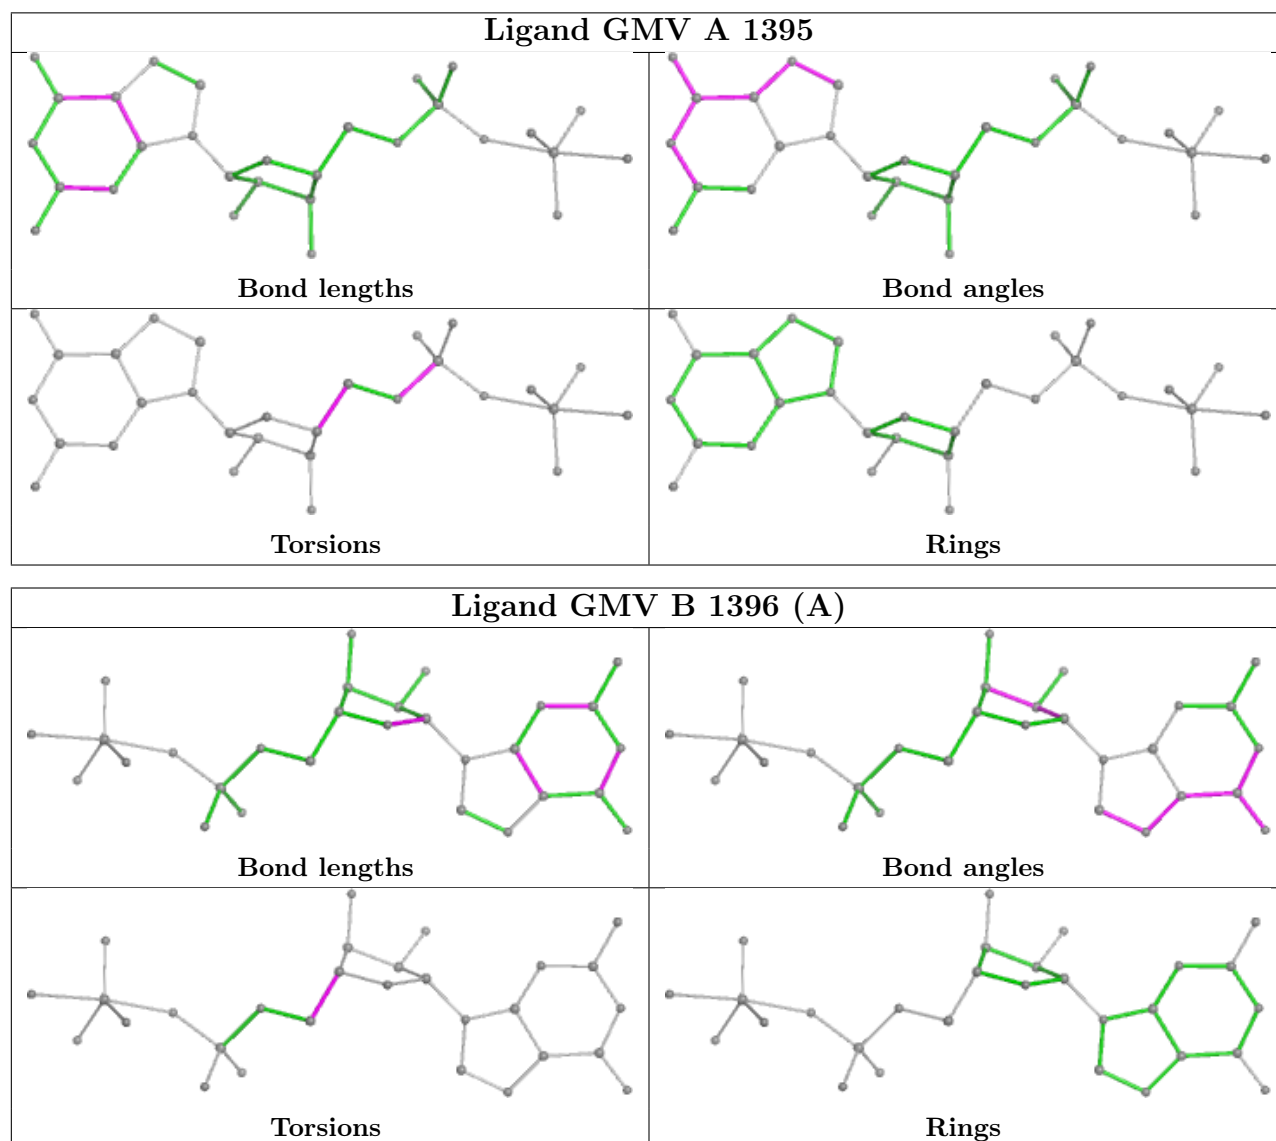 Ligand GMV A 1395
Bond lengths
Bond angles
Torsions
Rings
Ligand GMV B 1396 (A)
Bond lengths
Bond angles
Torsions
Rings